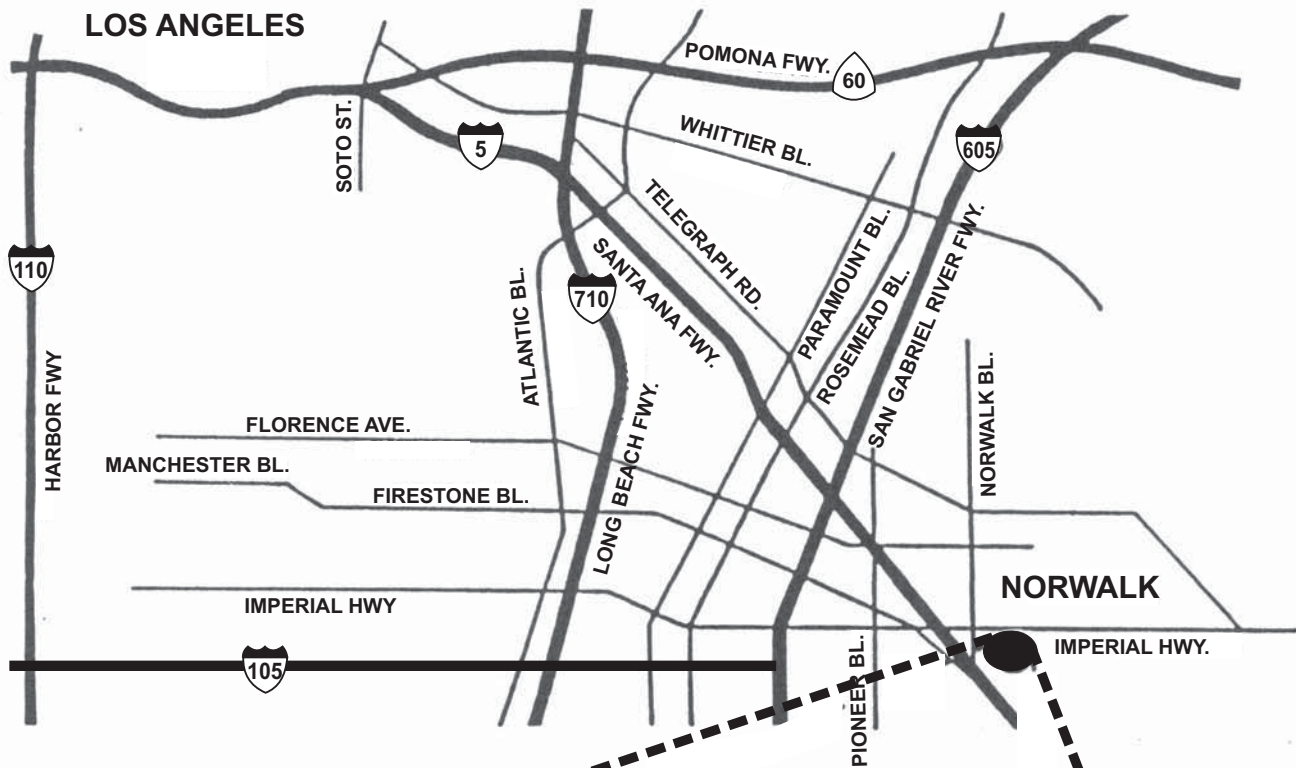 LOS ANGELES
POMONA FWY.
60
SOTO ST.
5
WHITTIER BL.
605
TELEGRAPH RD.
PARAMOUNT BL.
110
SANTA ANA FWY.
710
ATLANTIC BL.
ROSEMEAD BL.
SAN GABRIEL RIVER FWY.
HARBOR FWY
LONG BEACH FWY.
NORWALK BL.
FLORENCE AVE.
MANCHESTER BL.
FIRESTONE BL.
NORWALK
IMPERIAL HWY
IMPERIAL HWY.
105
PIONEER BL.